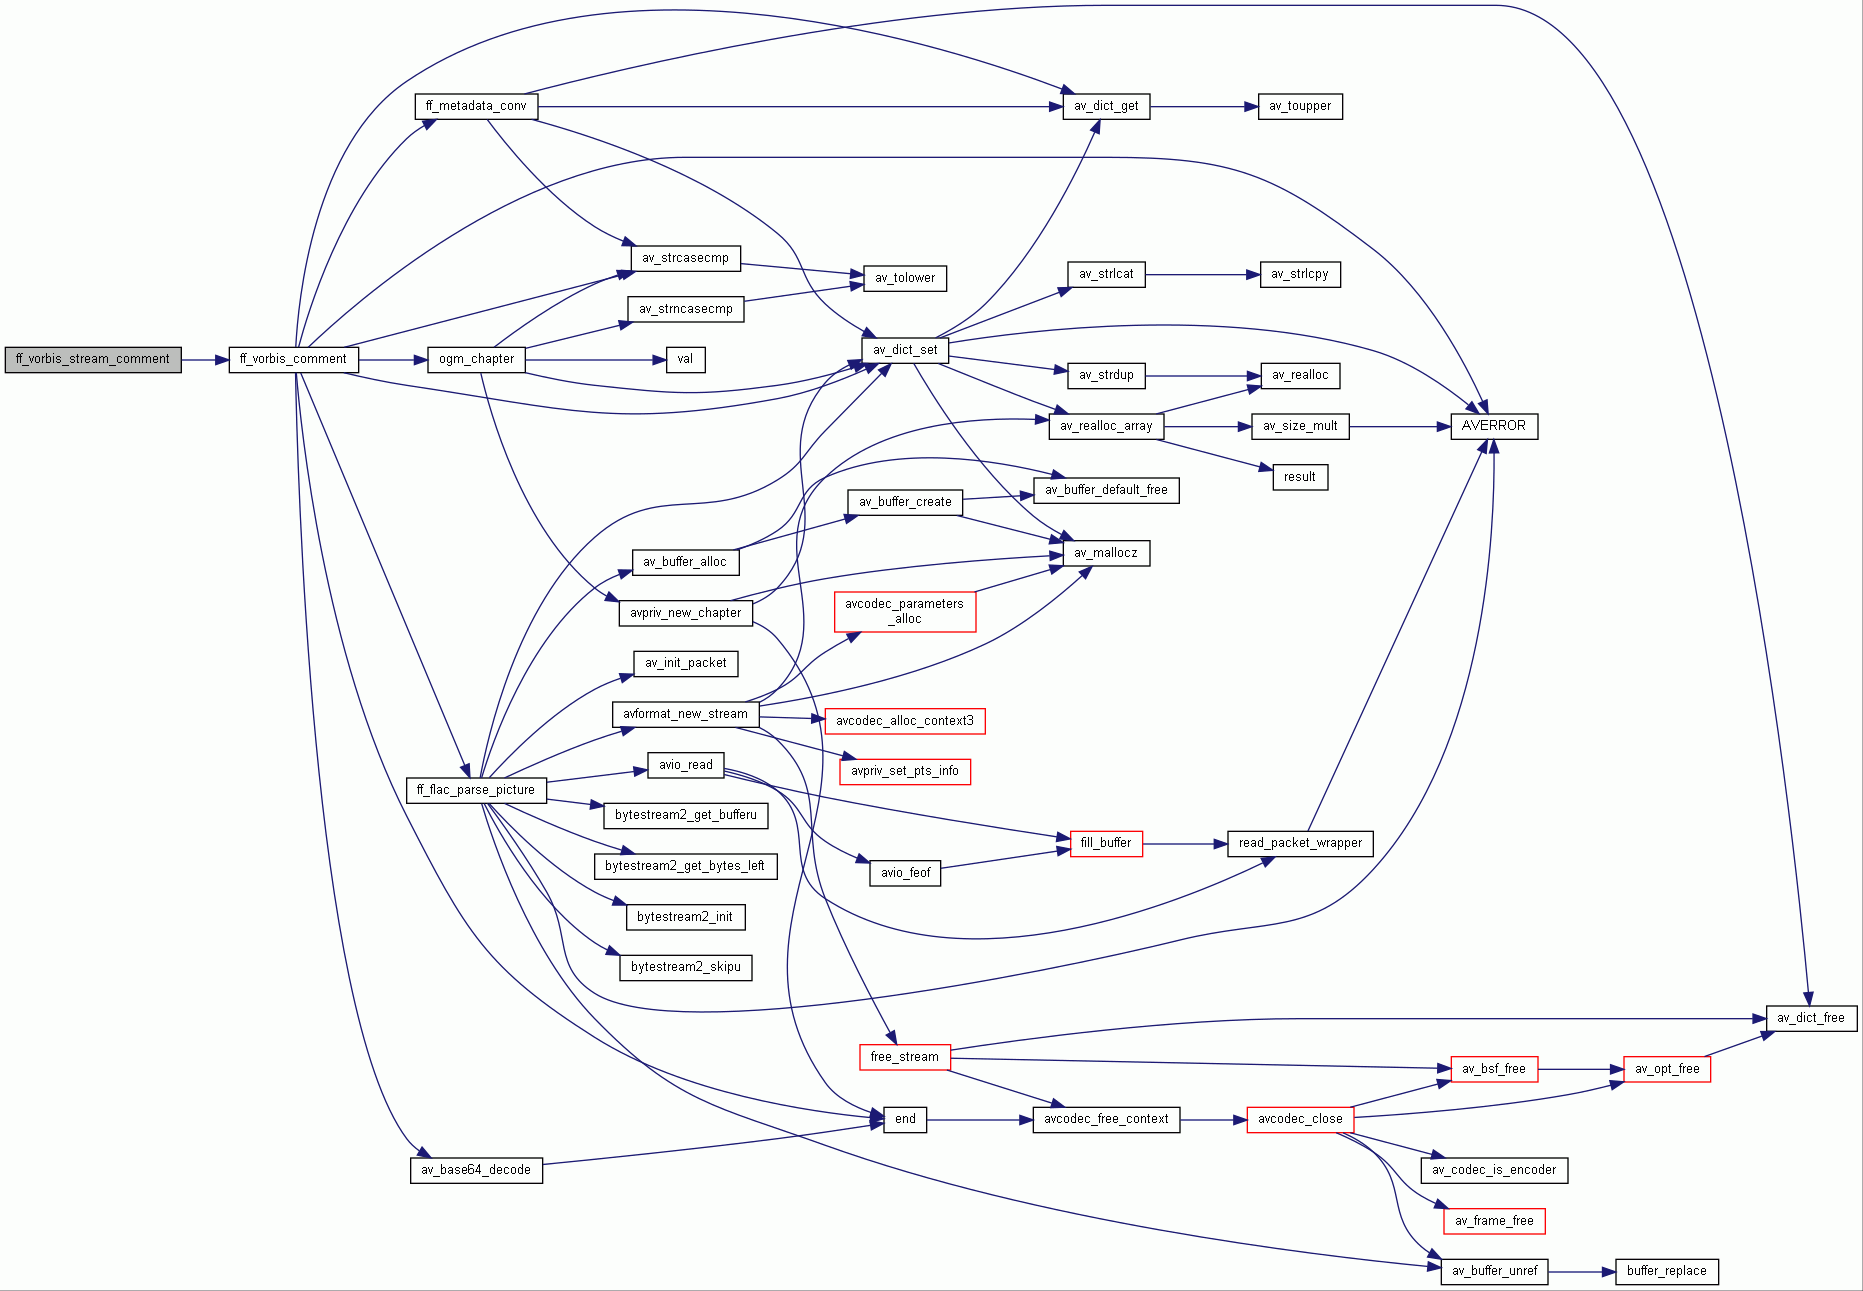 ff_vorbis_stream_comment
ff_vorbis_comment
ff_metadata_conv
ogm_chapter
ff_flac_parse_picture
av_base64_decode
av_strcasecmp
av_strncasecmp
val
av_buffer_alloc
avpriv_new_chapter
av_init_packet
avformat_new_stream
avio_read
bytestream2_get_bufferu
bytestream2_get_bytes_left
bytestream2_init
bytestream2_skipu
av_tolower
av_dict_set
av_buffer_create
avcodec_parameters
_alloc
avcodec_alloc_context3
avpriv_set_pts_info
avio_feof
free_stream
end
av_dict_get
av_strlcat
av_strdup
av_realloc_array
av_buffer_default_free
av_mallocz
fill_buffer
avcodec_free_context
av_toupper
av_strlcpy
av_realloc
av_size_mult
result
read_packet_wrapper
avcodec_close
AVERROR
av_bsf_free
av_codec_is_encoder
av_frame_free
av_buffer_unref
av_opt_free
buffer_replace
av_dict_free